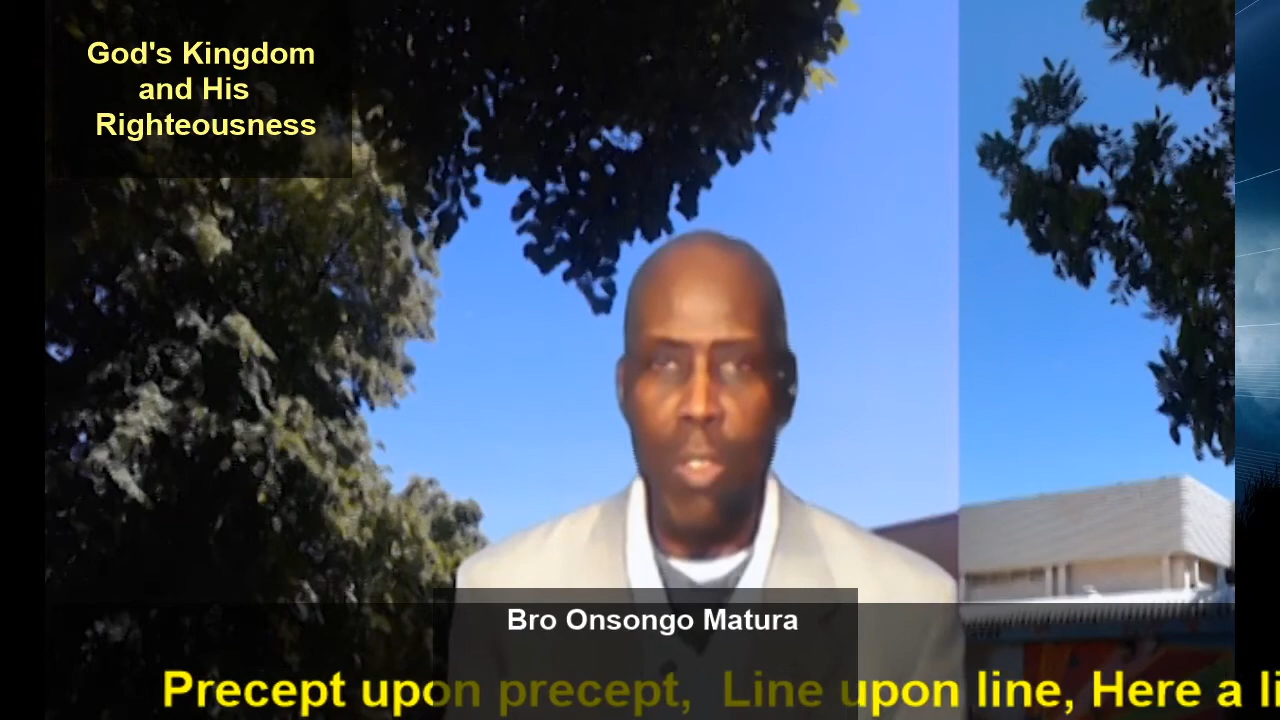 God's Kingdom
and His
Righteousness
Bro Onsongo Matura
Precept upon precept,  Line upon line, Here a